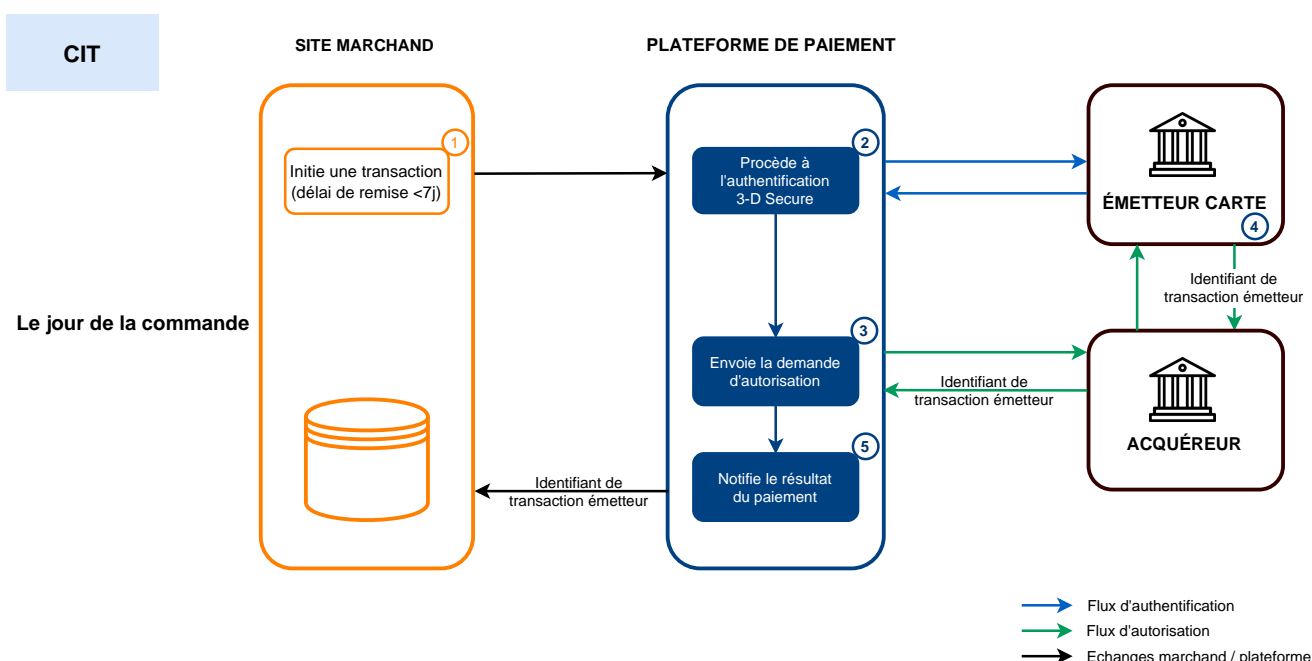 CIT
SITE MARCHAND
PLATEFORME DE PAIEMENT
1
Initie une transaction
(délai de remise <7j)
2
Procède à
l'authentification
3-D Secure
ÉMETTEUR CARTE
4
Identifiant de
transaction émetteur
Le jour de la commande
3
Envoie la demande
d'autorisation
Identifiant de
transaction émetteur
ACQUÉREUR
5
Notifie le résultat
du paiement
Identifiant de
transaction émetteur
Flux d'authentification
Flux d'autorisation
Echanges marchand / plateforme